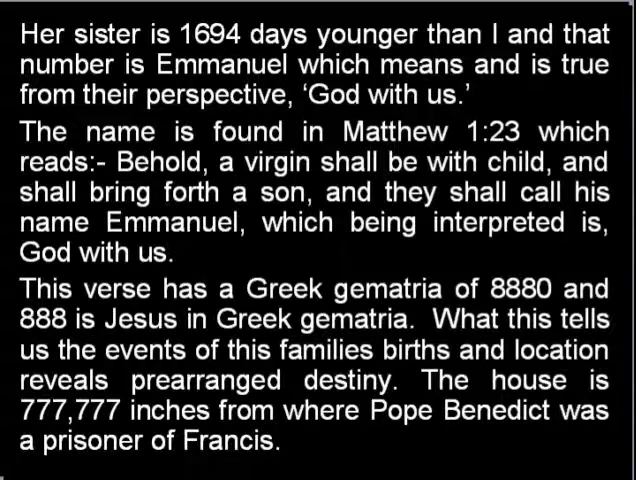 Her sister is 1694 days younger than I and that
number is Emmanuel which means and is true
from their perspective, ‘God with us.’
The name is found in Matthew 1:23 which
reads:- Behold, a virgin shall be with child, and
shall bring forth a son, and they shall call his
name Emmanuel, which being interpreted is,
God with us.
This verse has a Greek gematria of 8880 and
888 is Jesus in Greek gematria. What this tells
us the events of this families births and location
reveals prearranged destiny. The house is
777,777 inches from where Pope Benedict was
a prisoner of Francis.